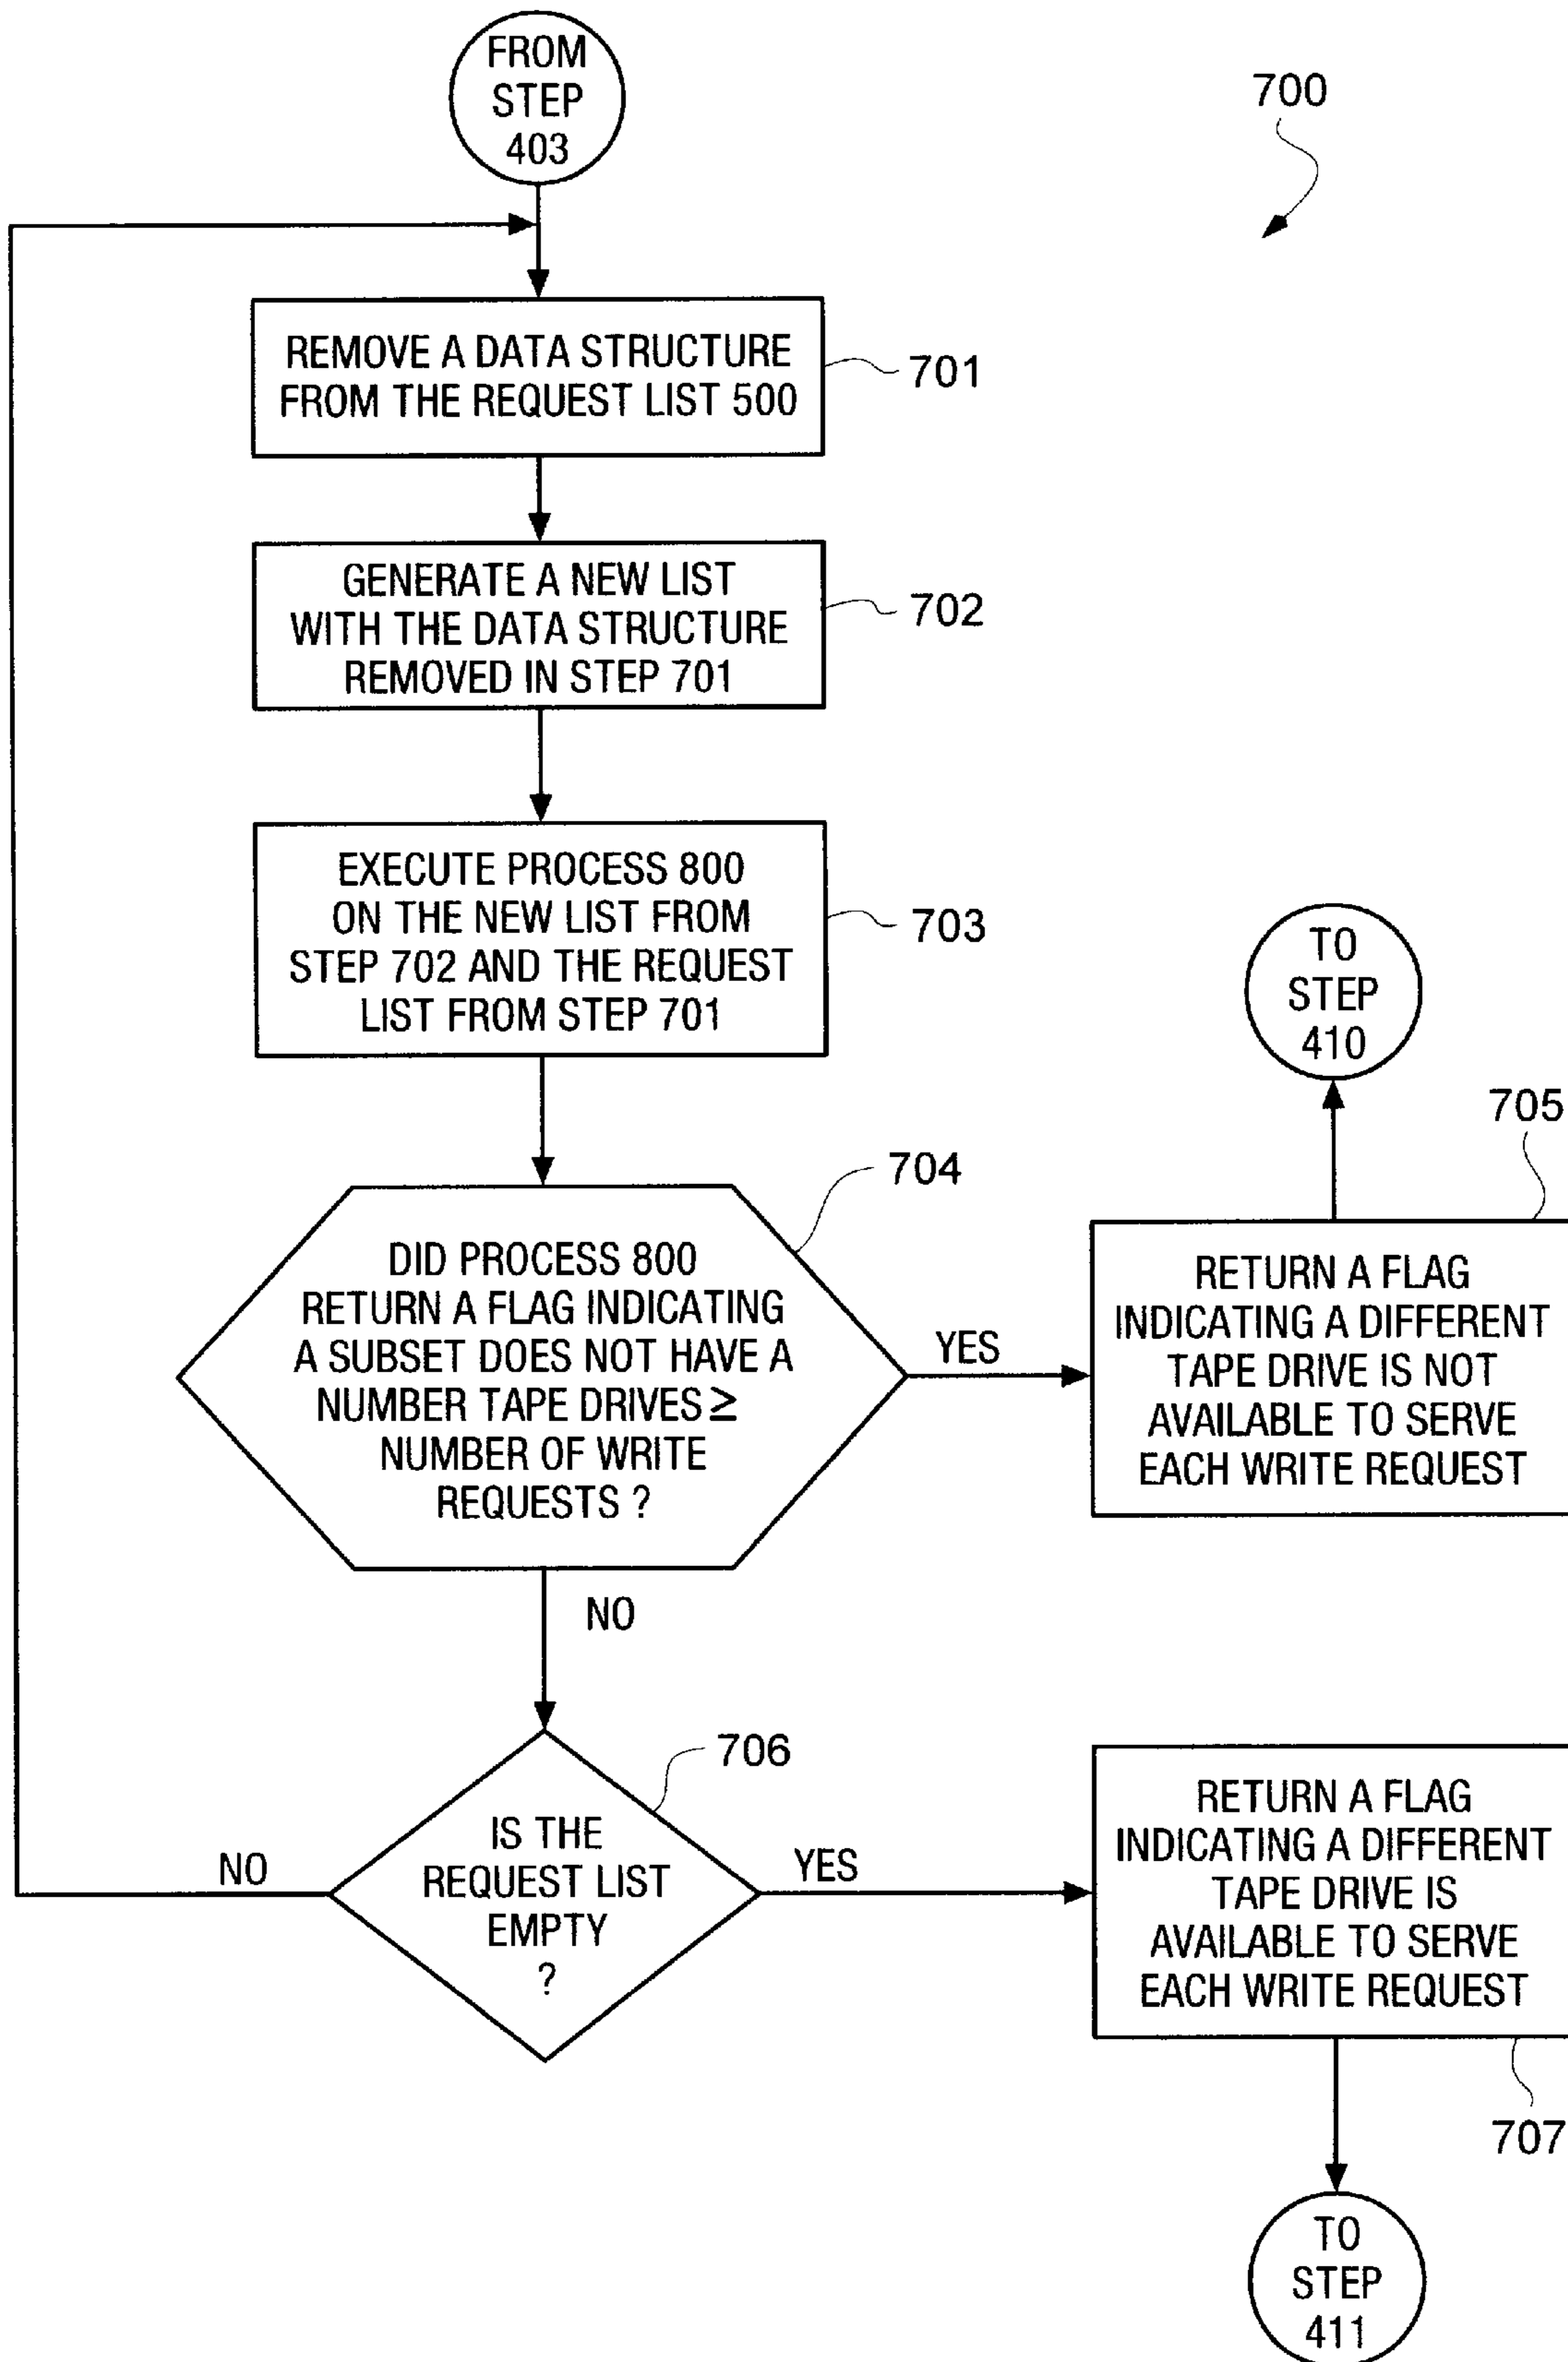 FROM
STEP
403
700
REMOVE A DATA STRUCTURE
FROM THE REQUEST LIST 500
701
GENERATE A NEW LIST
WITH THE DATA STRUCTURE
REMOVED IN STEP 701
702
EXECUTE PROCESS 800
ON THE NEW LIST FROM
STEP 702 AND THE REQUEST
LIST FROM STEP 701
703
TO
STEP
410
705
704
DID PROCESS 800
RETURN A FLAG INDICATING
A SUBSET DOES NOT HAVE A
NUMBER TAPE DRIVES ≥
NUMBER OF WRITE
REQUESTS ?
YES
RETURN A FLAG
INDICATING A DIFFERENT
TAPE DRIVE IS NOT
AVAILABLE TO SERVE
EACH WRITE REQUEST
NO
706
IS THE
REQUEST LIST
EMPTY
?
NO
YES
RETURN A FLAG
INDICATING A DIFFERENT
TAPE DRIVE IS
AVAILABLE TO SERVE
EACH WRITE REQUEST
707
TO
STEP
411